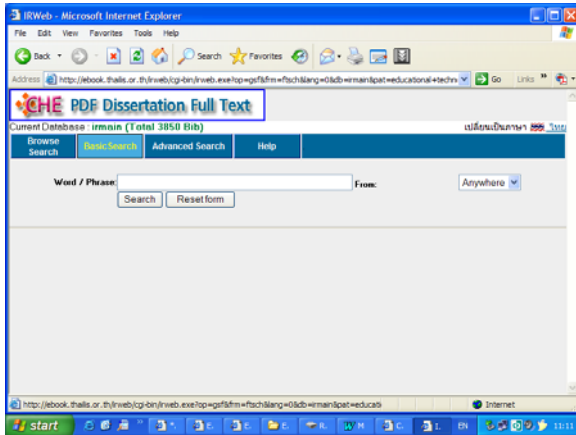 IRWeb - Microsoft Internet Explorer
File Edit View Favorites Tools Help
Back Search Favorites
Address http://ebook.thailis.or.th/irweb/cgi-bin/irweb.exe?op=gsf&frm=ftsch&lang=0&db=irmain&pat=educational+techn Go Links »
CHE PDF Dissertation Full Text
Current Database : irmain (Total 3850 Bib) เปลี่ยนเป็นภาษา ไทย
Browse Search Basic Search Advanced Search Help
Word / Phrase: From: Anywhere
Search Reset form
http://ebook.thailis.or.th/irweb/cgi-bin/irweb.exe?op=gsf&frm=ftsch&lang=0&db=irmain&pat=educati Internet
start EN 11:11